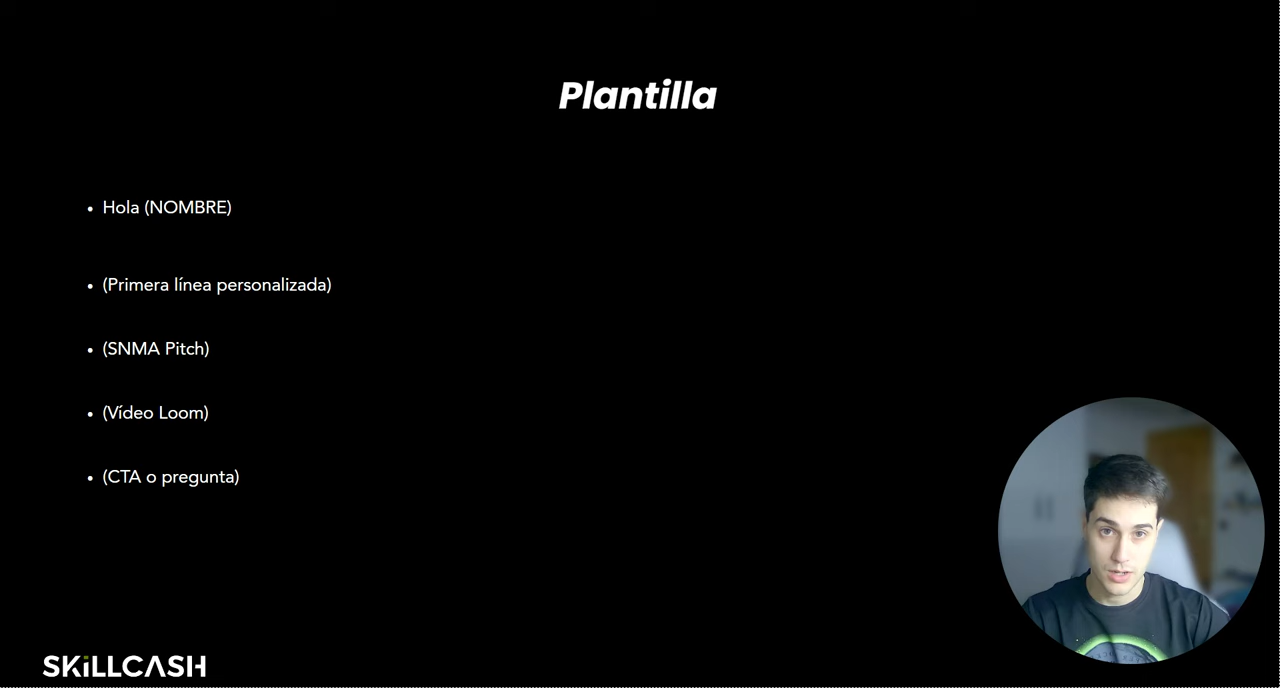 Plantilla
• Hola (NOMBRE)
• (Primera línea personalizada)
• (SNMA Pitch)
• (Vídeo Loom)
• (CTA o pregunta)
SKiLLCASH